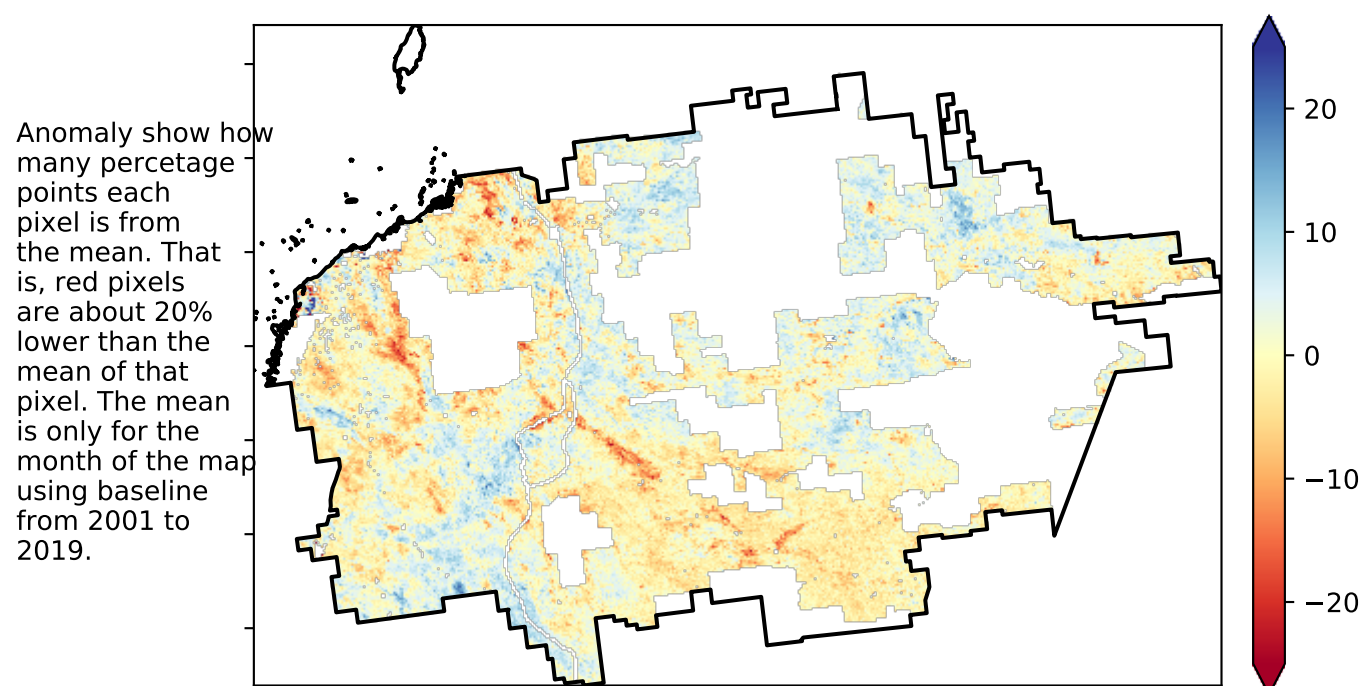 Anomaly show how
many percetage
points each
pixel is from
the mean. That
is, red pixels
are about 20%
lower than the
mean of that
pixel. The mean
is only for the
month of the map
using baseline
from 2001 to
2019.
20
10
0
−10
−20